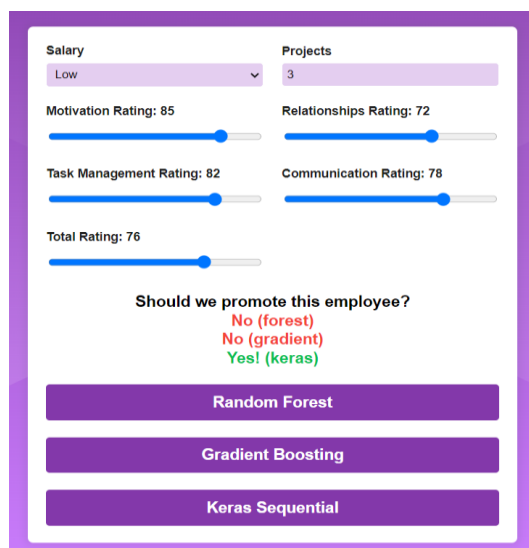 Salary
Projects
Low
3
Motivation Rating: 85
Relationships Rating: 72
Task Management Rating: 82
Communication Rating: 78
Total Rating: 76
Should we promote this employee?
No (forest)
No (gradient)
Yes! (keras)
Random Forest
Gradient Boosting
Keras Sequential